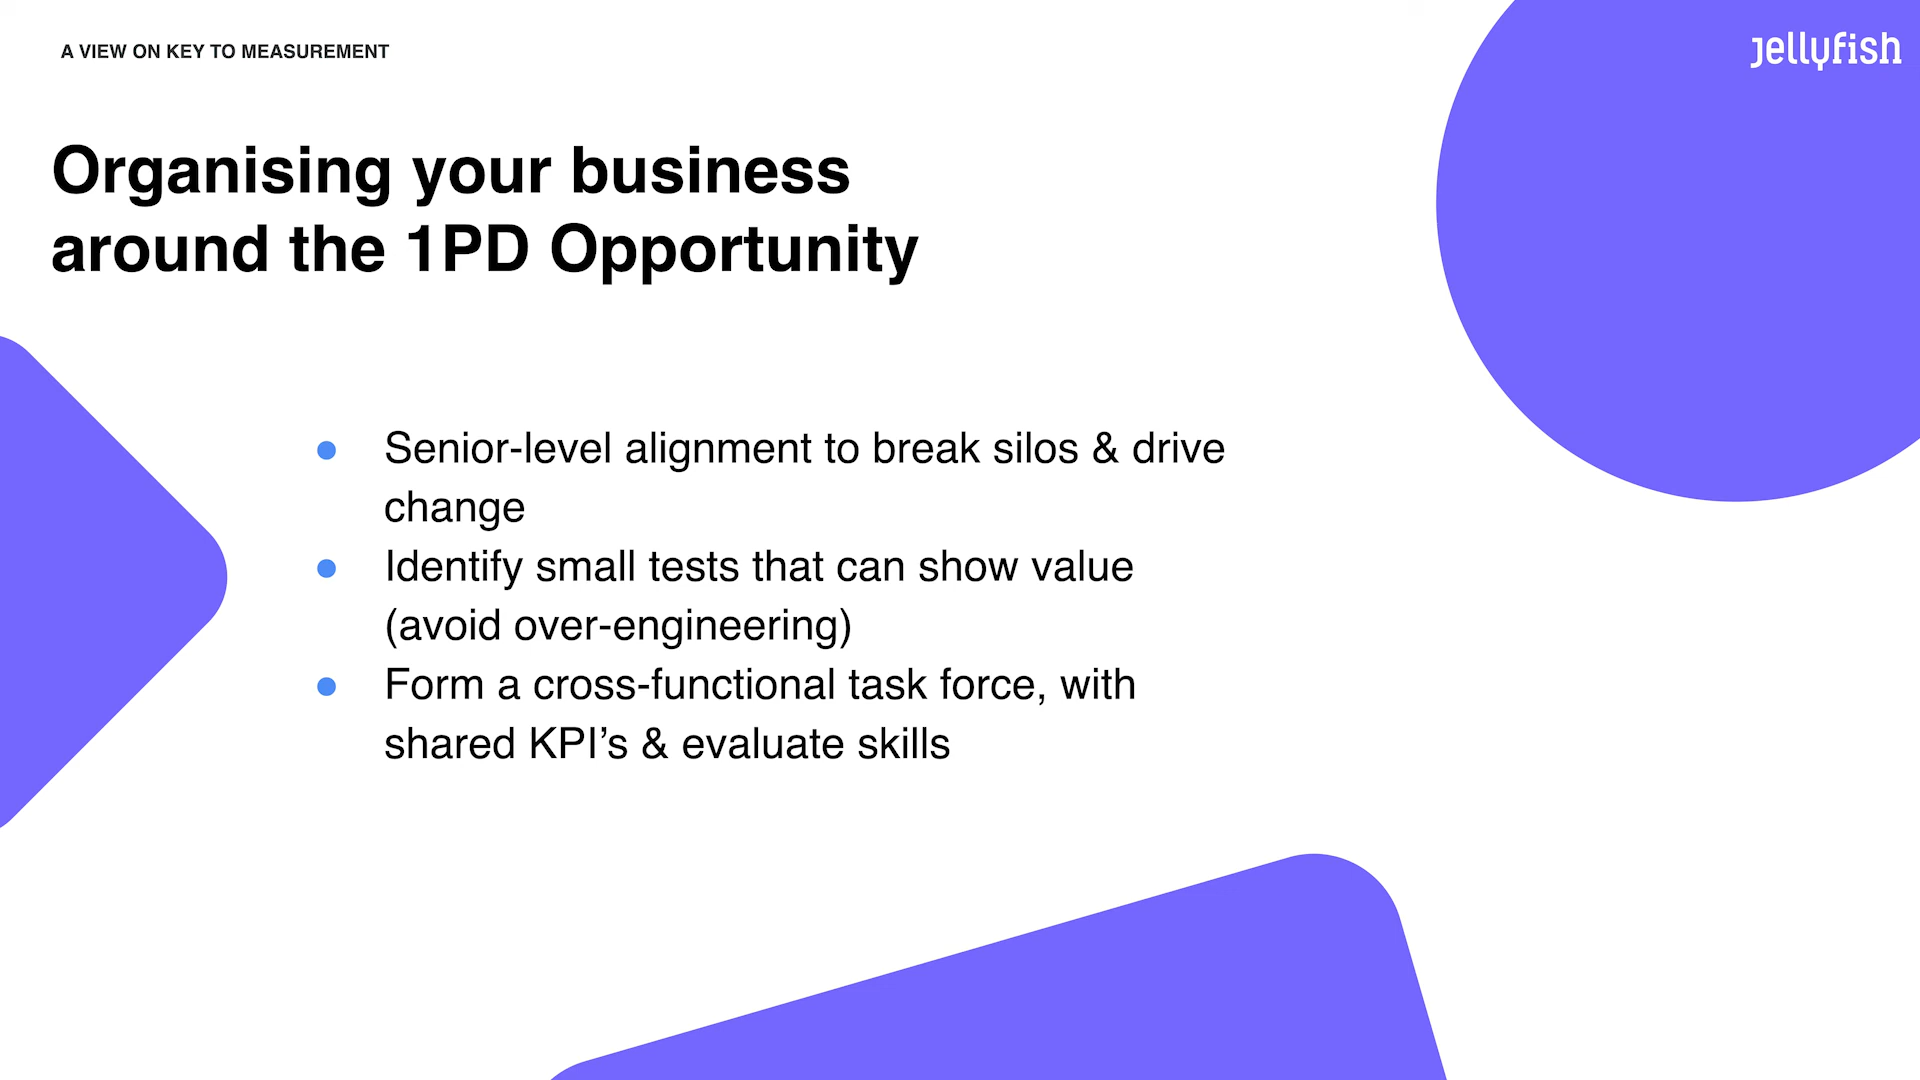 A VIEW ON KEY TO MEASUREMENT
jellyfish
Organising your business
around the 1PD Opportunity
● Senior-level alignment to break silos & drive
change
● Identify small tests that can show value
(avoid over-engineering)
● Form a cross-functional task force, with
shared KPI’s & evaluate skills